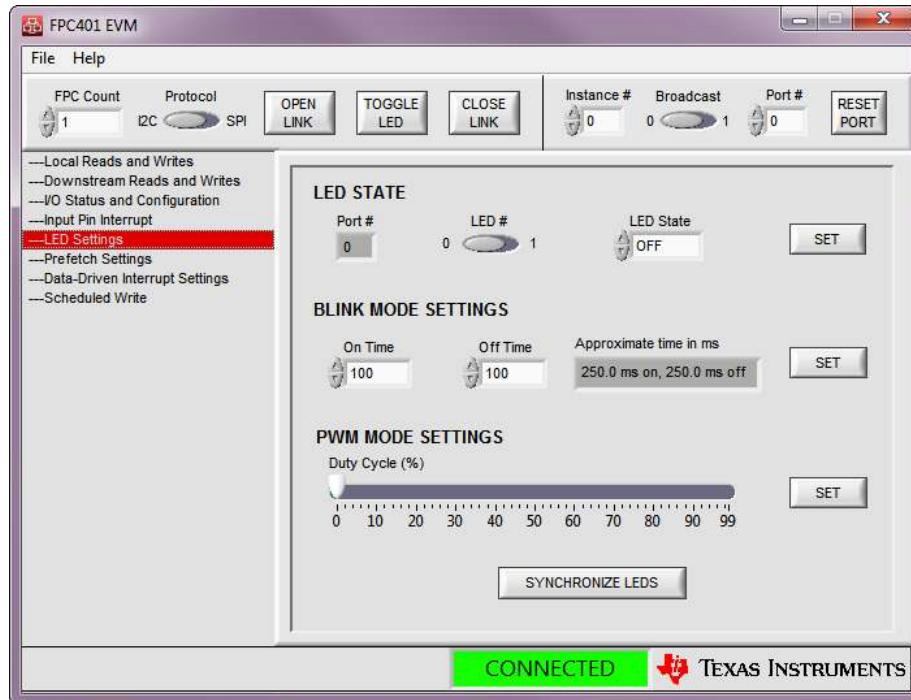 FPC401 EVM
File Help
FPC Count Protocol Instance # Broadcast Port #
1 I2C SPI OPEN LINK TOGGLE LED CLOSE LINK 0 0 1 0 RESET PORT
---Local Reads and Writes
---Downstream Reads and Writes
---I/O Status and Configuration
---Input Pin Interrupt
---LED Settings
---Prefetch Settings
---Data-Driven Interrupt Settings
---Scheduled Write
LED STATE
Port # LED # LED State
0 0 1 OFF SET
BLINK MODE SETTINGS
On Time Off Time Approximate time in ms
100 100 250.0 ms on, 250.0 ms off SET
PWM MODE SETTINGS
Duty Cycle (%)
SET
0 10 20 30 40 50 60 70 80 90 99
SYNCHRONIZE LEDS
CONNECTED TEXAS INSTRUMENTS